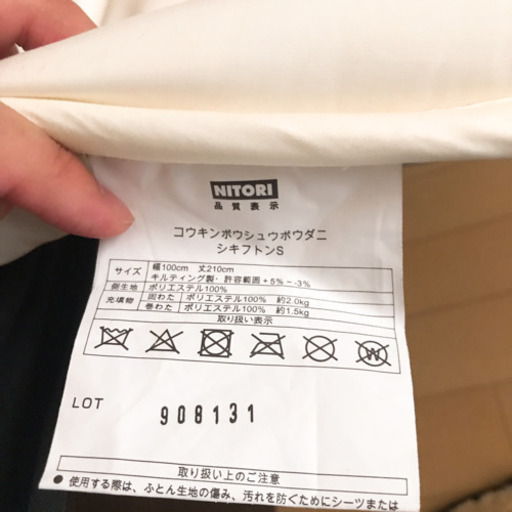 NITORI
品質表示
コウキンボウシュウボウダニ
シキフトンS
サイズ 幅100cm 丈210cm
キルティング製・許容範囲+5%~-3%
側生地 ポリエステル100%
充填物 固わた ポリエステル100% 約2.0kg
巻わた ポリエステル100% 約1.5kg
取り扱い表示
W
LOT 908131
取り扱い上のご注意
● 使用する際は、ふとん生地の傷み、汚れを防ぐためにシーツまたは